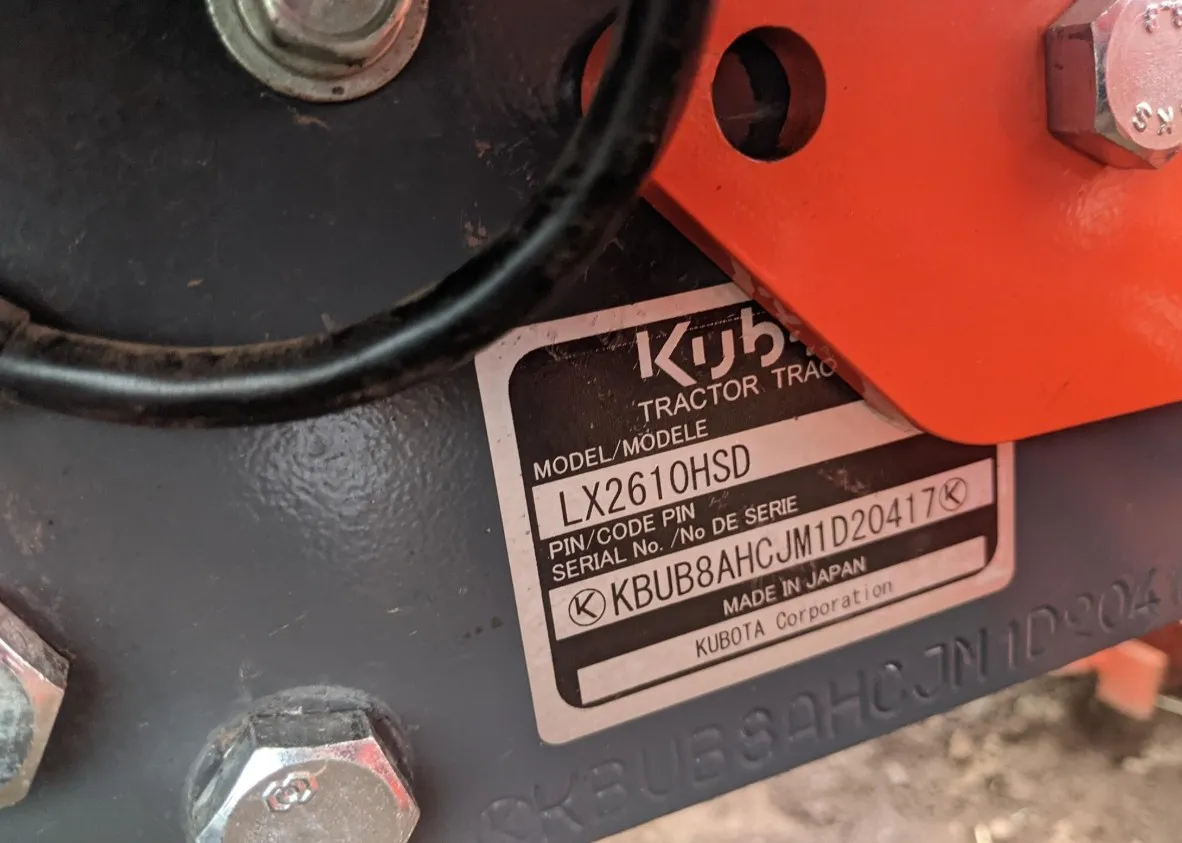 Kub
TRACTOR TRAC
MODEL/MODELE
LX2610HSD
PIN/CODE PIN
SERIAL No. /No DE SERIE
KBUB8AHCJM1D20417
MADE IN JAPAN
KUBOTA Corporation
KBUB8AHCJM1D204